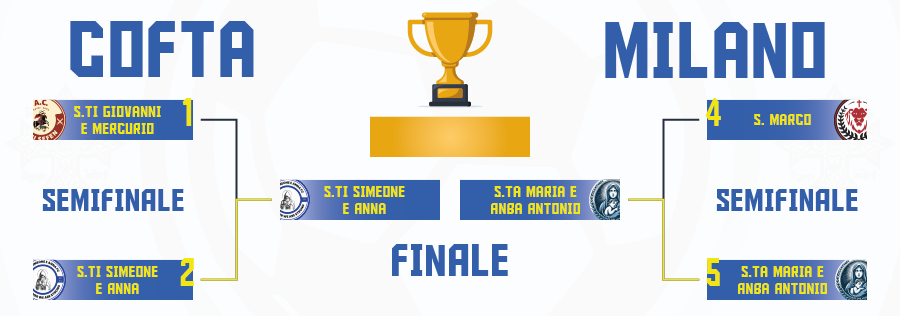 GOFTA
MILANO
A.C.
S.TI GIOVANNI
E MERCURIO
1
4
S. MARCO
SEMIFINALE
SEMIFINALE
S.TI SIMEONE
E ANNA
S.TA MARIA E
ANBA ANTONIO
FINALE
S.TI SIMEONE
E ANNA
2
5
S.TA MARIA E
ANBA ANTONIO